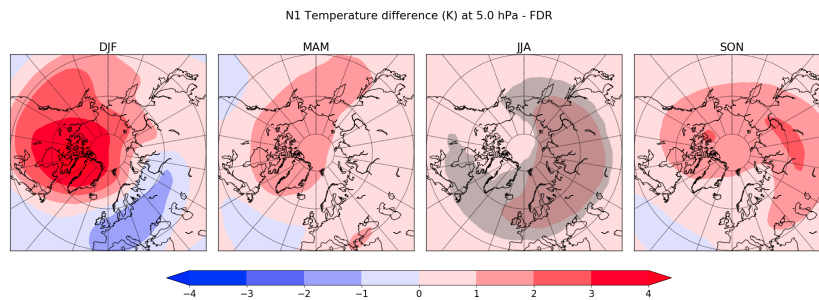 N1 Temperature difference (K) at 5.0 hPa - FDR
DJF MAM JJA SON
−4 −3 −2 −1 0 1 2 3 4